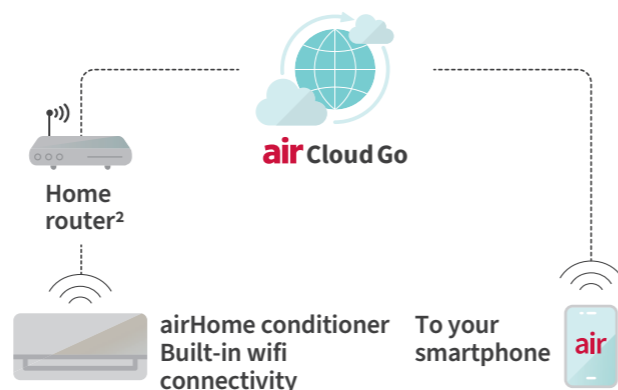 air Cloud Go
Home
router²
airHome conditioner
Built-in wifi
connectivity
To your
smartphone
air